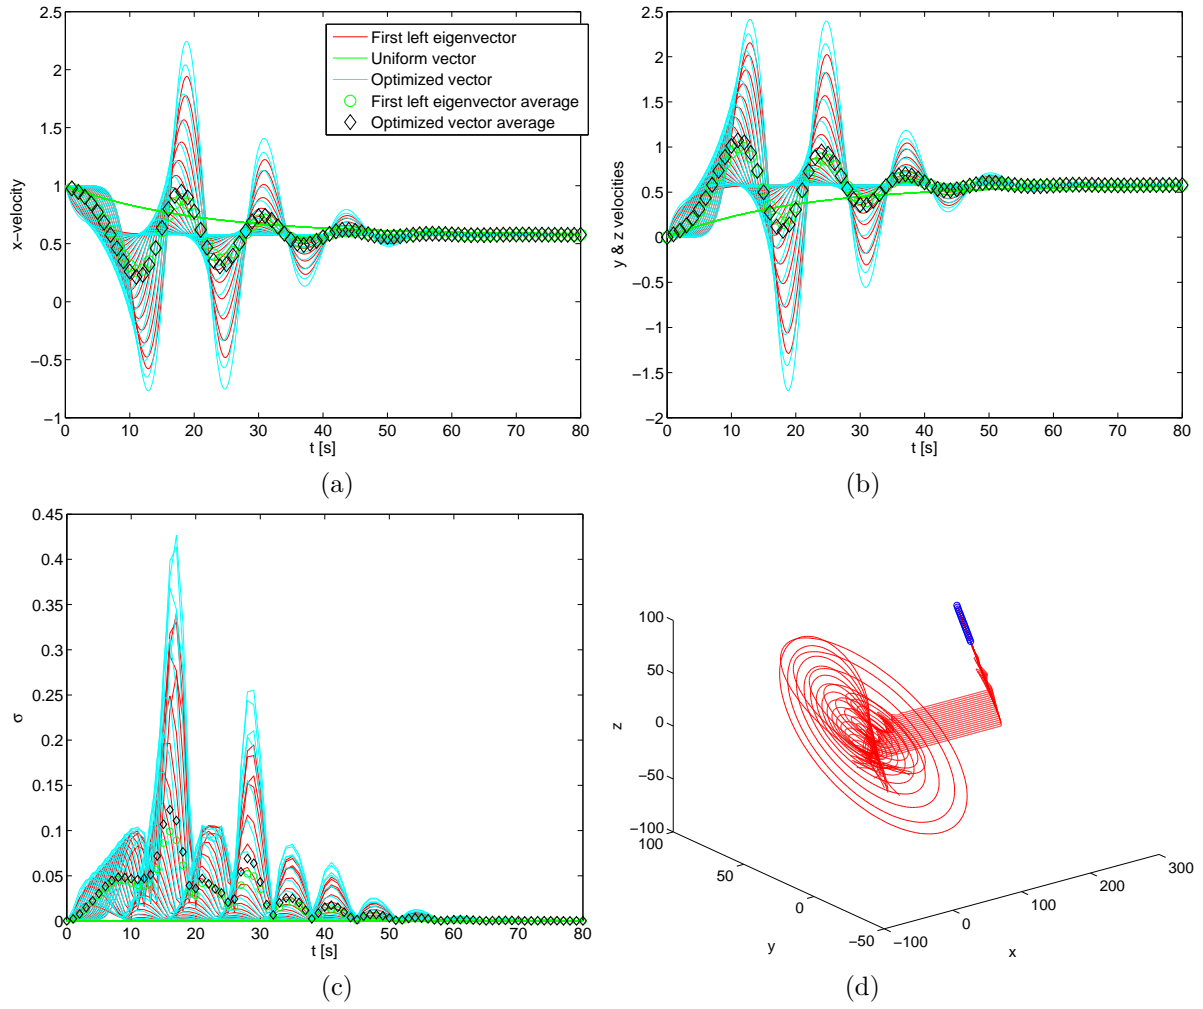 2.5
2
1.5
1
0.5
0
−0.5
−1
0 10 20 30 40 50 60 70 80
x−velocity
t [s]
First left eigenvector
Uniform vector
Optimized vector
First left eigenvector average
Optimized vector average
(a)
2.5
2
1.5
1
0.5
0
−0.5
−1
−1.5
−2
0 10 20 30 40 50 60 70 80
y & z velocities
t [s]
(b)
0.45
0.4
0.35
0.3
0.25
0.2
0.15
0.1
0.05
0
0 10 20 30 40 50 60 70 80
σ
t [s]
(c)
100
50
0
−50
−100
z
100
50
0
−50
y
−100
0
100
200
300
x
(d)